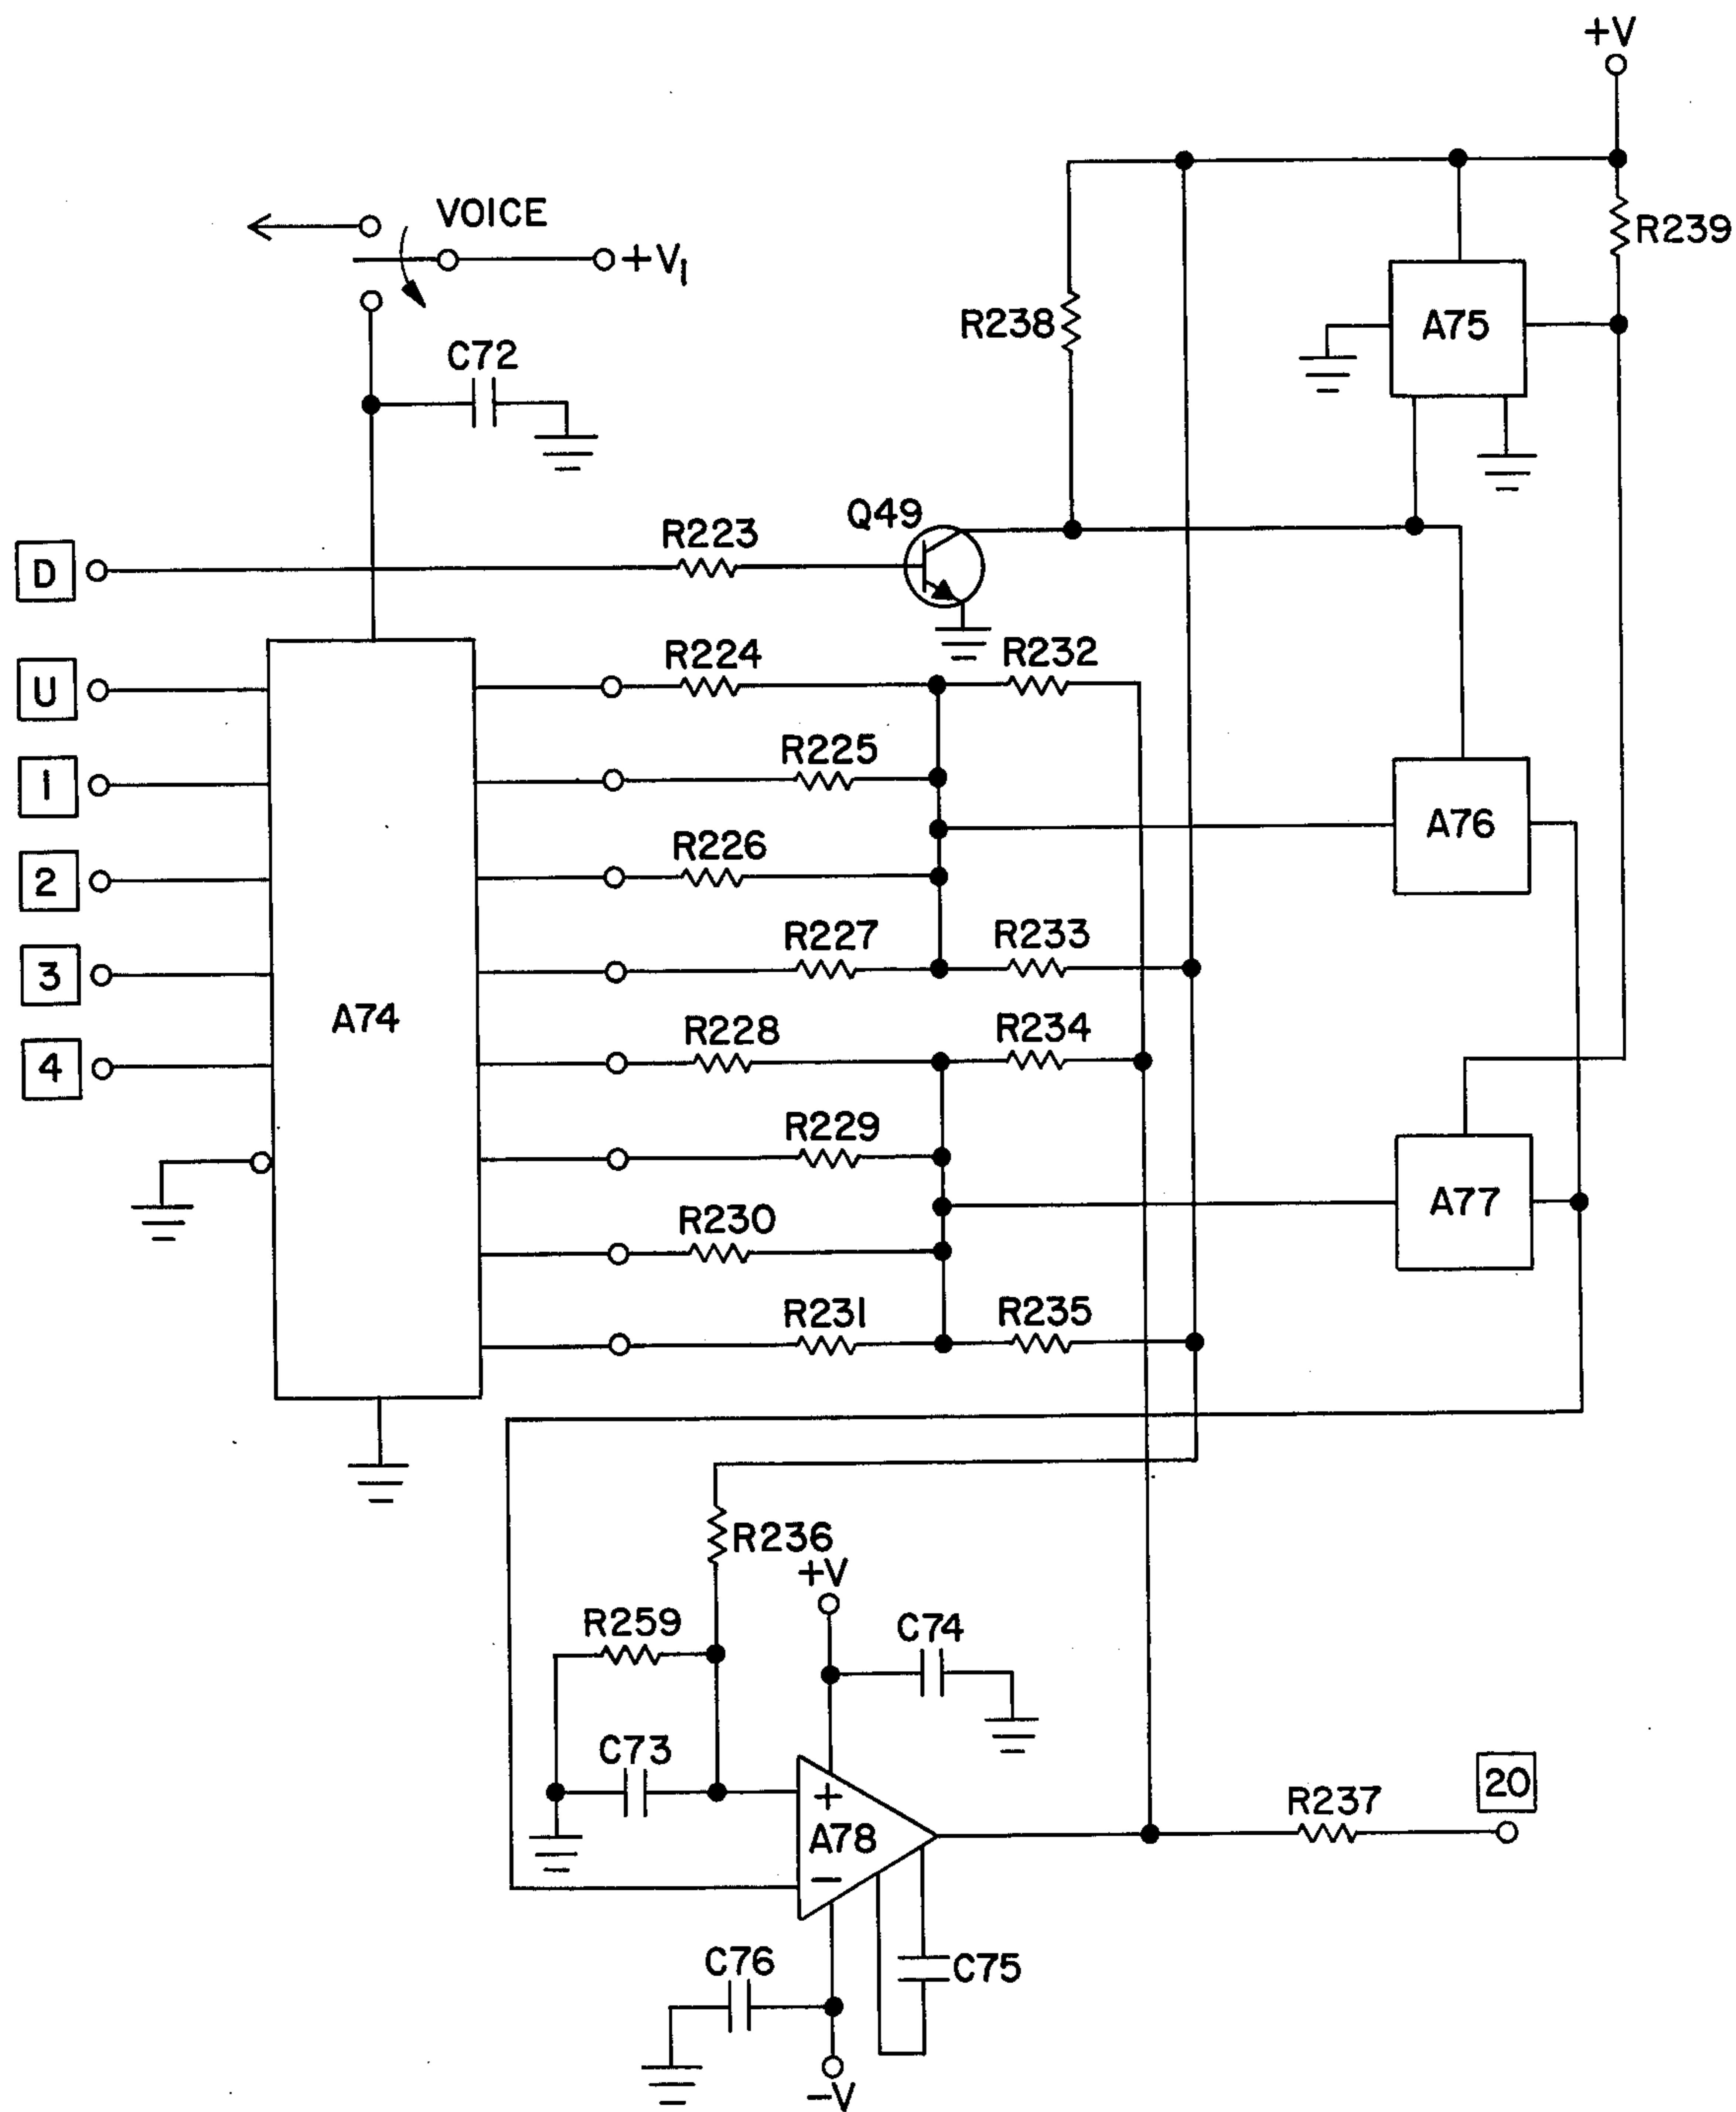 +V
VOICE
+V1
R239
R238
A75
C72
Q49
R223
D
R224
R232
U
R225
1
A76
R226
2
R227
R233
3
A74
R228
R234
4
R229
A77
R230
R231
R235
R236
+V
R259
C74
C73
+
20
R237
A78
−
C76
C75
−V